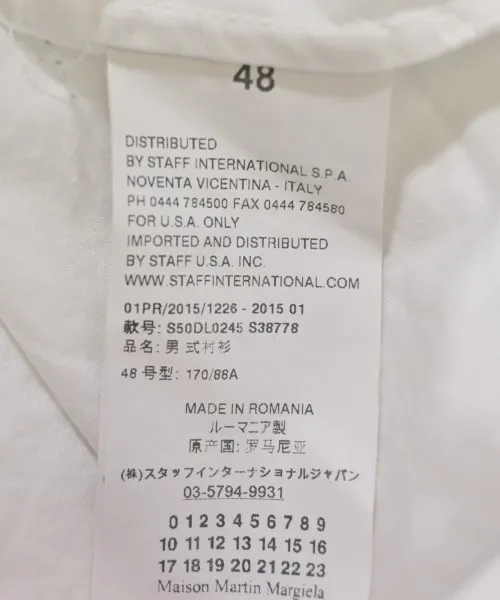 48
DISTRIBUTED
BY STAFF INTERNATIONAL S.P.A.
NOVENTA VICENTINA - ITALY
PH 0444 784500 FAX 0444 784580
FOR U.S.A. ONLY
IMPORTED AND DISTRIBUTED
BY STAFF U.S.A. INC.
WWW.STAFFINTERNATIONAL.COM
01PR/2015/1226 - 2015 01
款号: S50DL0245 S38778
品名: 男 式衬衫
48 号型: 170/88A
MADE IN ROMANIA
ルーマニア製
原产国: 罗马尼亚
(株)スタッフインターナショナルジャパン
03-5794-9931
0 1 2 3 4 5 6 7 8 9
10 11 12 13 14 15 16
17 18 19 20 21 22 23
Maison Martin Margiela